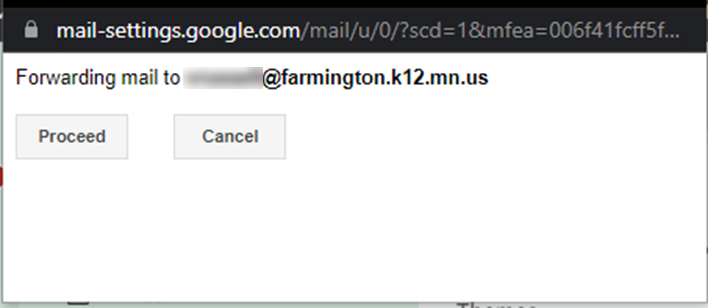 mail-settings.google.com/mail/u/0/?scd=1&mfea=006f41fcff5f...
Forwarding mail to @farmington.k12.mn.us
Proceed Cancel